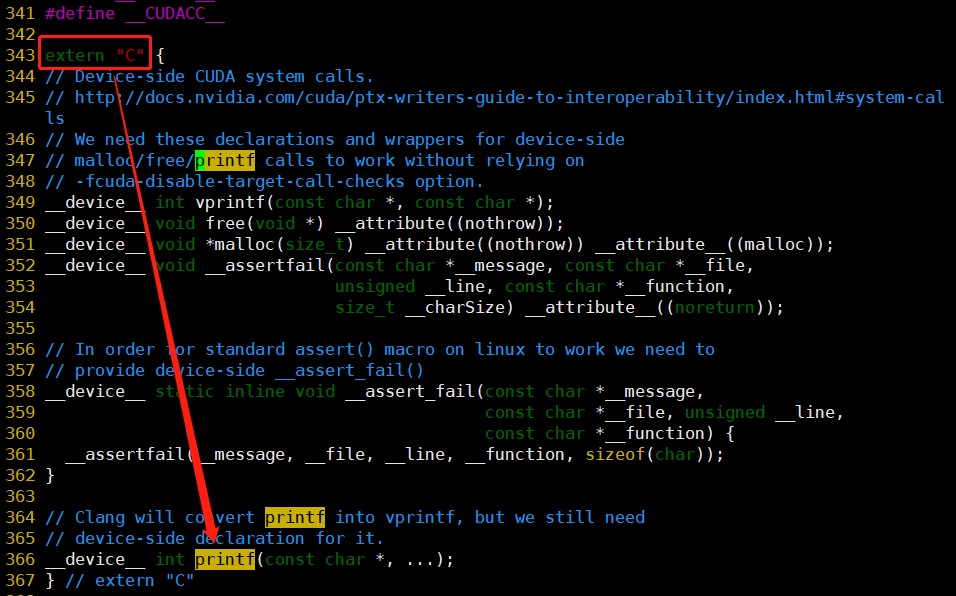 341 #define __CUDACC__
342
343 extern "C" {
344 // Device-side CUDA system calls.
345 // http://docs.nvidia.com/cuda/ptx-writers-guide-to-interoperability/index.html#system-cal
ls
346 // We need these declarations and wrappers for device-side
347 // malloc/free/printf calls to work without relying on
348 // -fcuda-disable-target-call-checks option.
349 __device__ int vprintf(const char *, const char *);
350 __device__ void free(void *) __attribute((nothrow));
351 __device__ void *malloc(size_t) __attribute((nothrow)) __attribute__((malloc));
352 __device__ void __assertfail(const char *__message, const char *__file,
353                              unsigned __line, const char *__function,
354                              size_t __charSize) __attribute__((noreturn));
355
356 // In order for standard assert() macro on linux to work we need to
357 // provide device-side __assert_fail()
358 __device__ static inline void __assert_fail(const char *__message,
359                                             const char *__file, unsigned __line,
360                                             const char *__function) {
361   __assertfail(__message, __file, __line, __function, sizeof(char));
362 }
363
364 // Clang will convert printf into vprintf, but we still need
365 // device-side declaration for it.
366 __device__ int printf(const char *, ...);
367 } // extern "C"